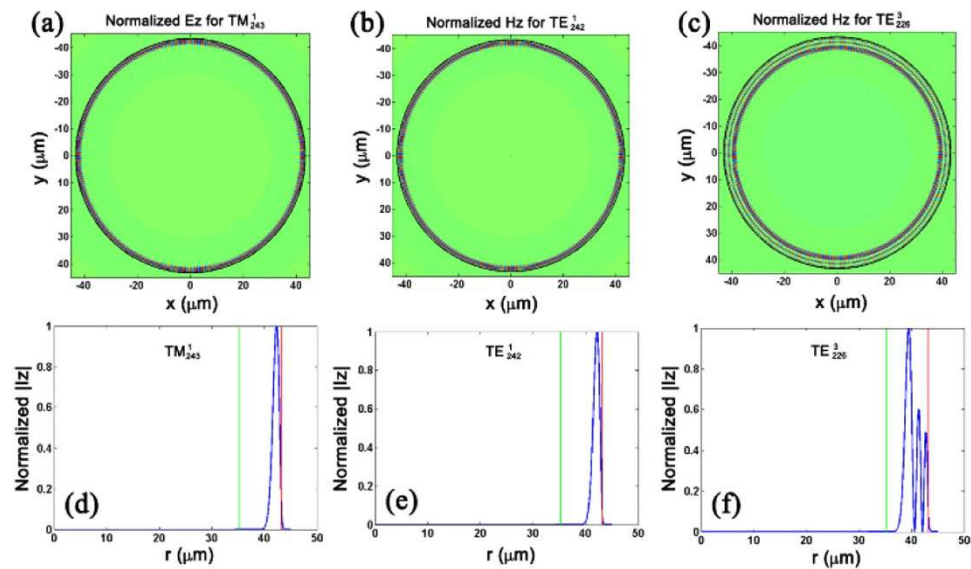 (a)
Normalized Ez for TM¹₂₄₃
y (μm)
-40
-30
-20
-10
0
10
20
30
40
-40 -20 0 20 40
x (μm)
(b)
Normalized Hz for TE¹₂₄₂
y (μm)
-40
-30
-20
-10
0
10
20
30
40
-40 -20 0 20 40
x (μm)
(c)
Normalized Hz for TE³₂₂₆
y (μm)
-40
-30
-20
-10
0
10
20
30
40
-40 -20 0 20 40
x (μm)
Normalized |Iz|
1
0.8
0.6
0.4
0.2
0
TM¹₂₄₃
(d)
0 10 20 30 40 50
r (μm)
Normalized |Iz|
1
0.8
0.6
0.4
0.2
0
TE¹₂₄₂
(e)
0 10 20 30 40 50
r (μm)
Normalized |Iz|
1
0.8
0.6
0.4
0.2
0
TE³₂₂₆
(f)
0 10 20 30 40 50
r (μm)